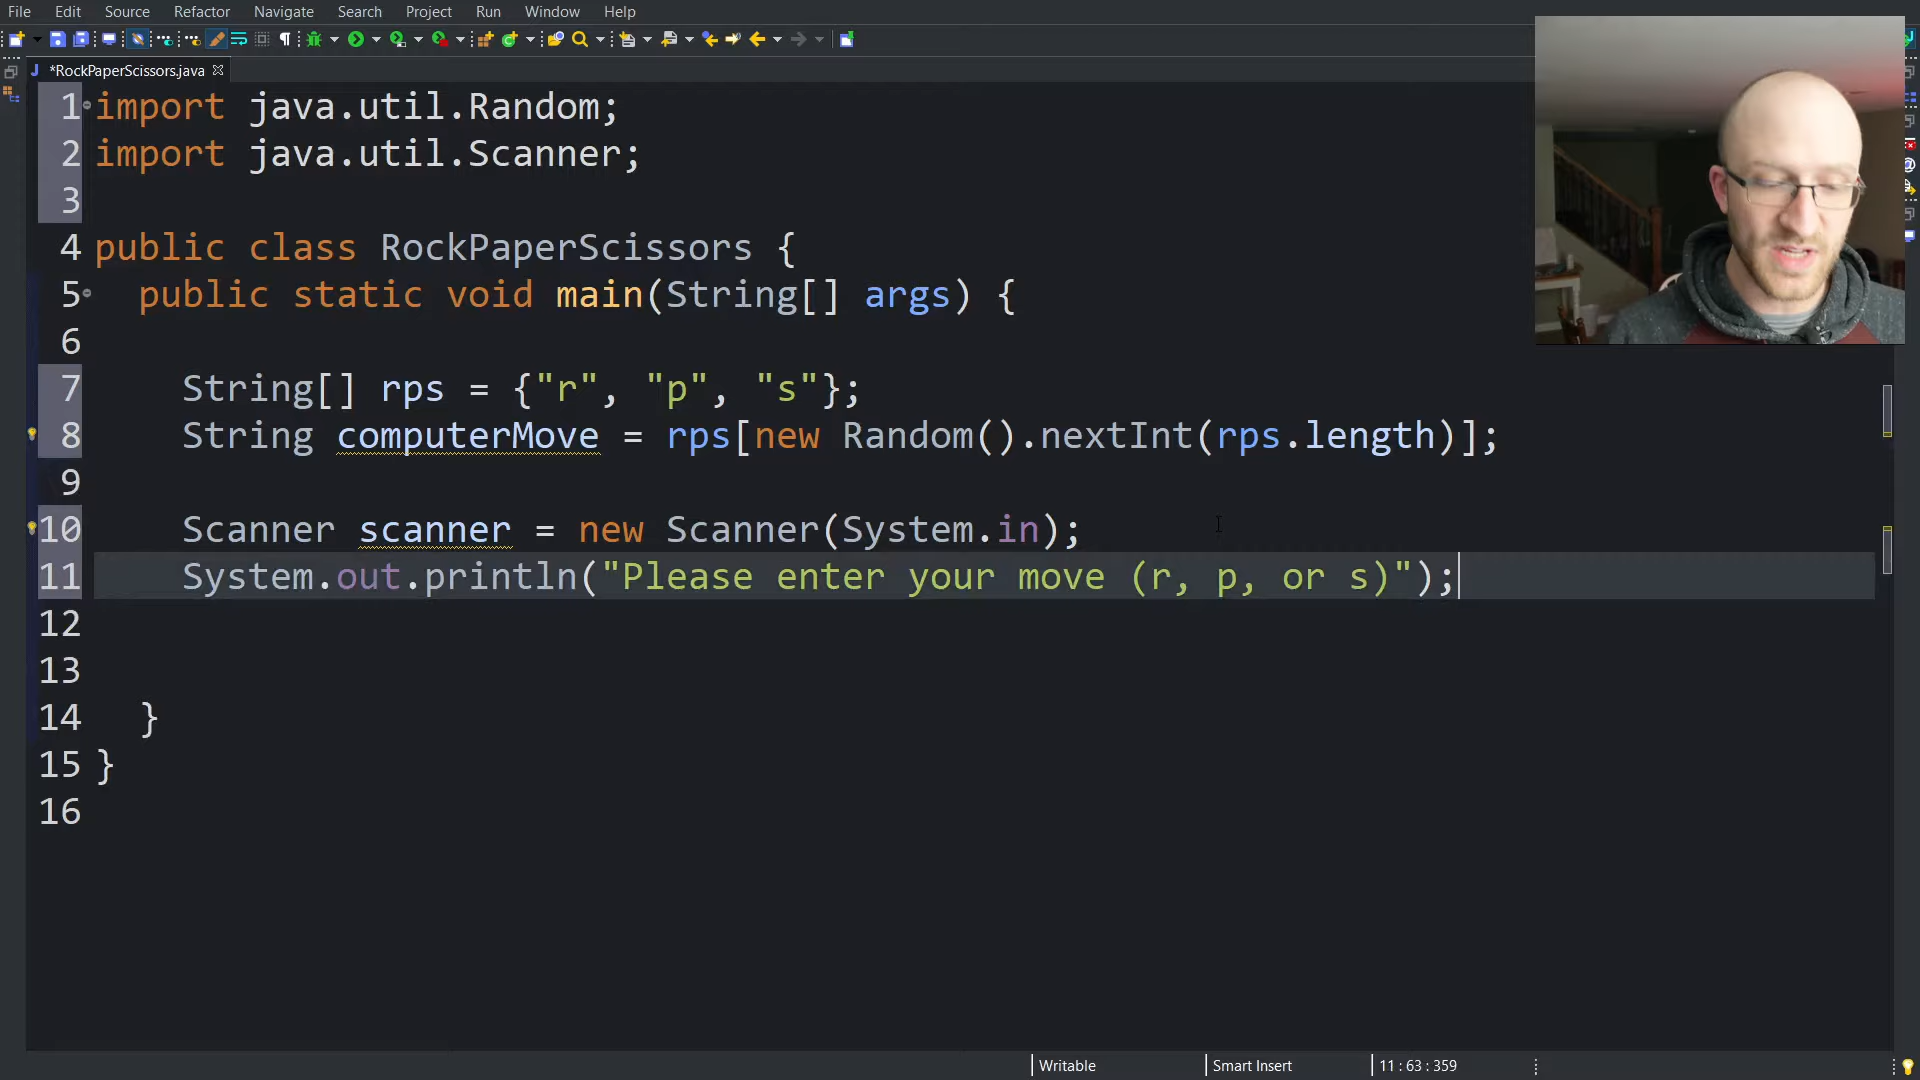 File Edit Source Refactor Navigate Search Project Run Window Help
*RockPaperScissors.java
1 import java.util.Random;
2 import java.util.Scanner;
3
4 public class RockPaperScissors {
5 public static void main(String[] args) {
6
7 String[] rps = {"r", "p", "s"};
8 String computerMove = rps[new Random().nextInt(rps.length)];
9
10 Scanner scanner = new Scanner(System.in);
11 System.out.println("Please enter your move (r, p, or s)");
12
13
14 }
15 }
16
Writable Smart Insert 11 : 63 : 359